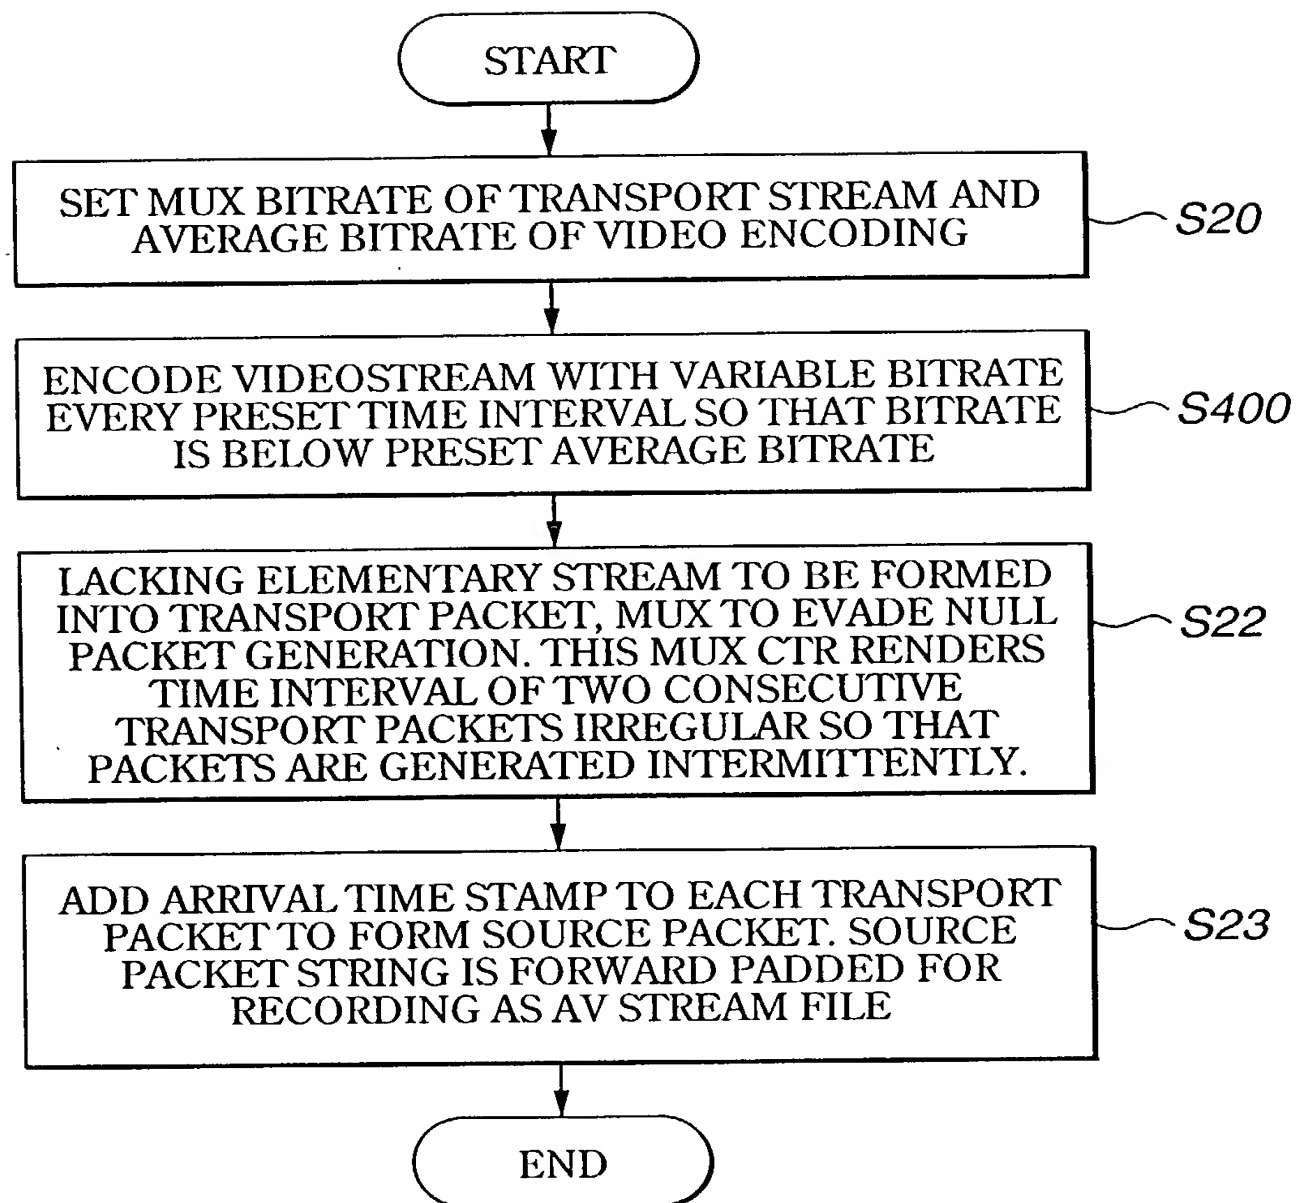 START
SET MUX BITRATE OF TRANSPORT STREAM AND
AVERAGE BITRATE OF VIDEO ENCODING
S20
ENCODE VIDEOSTREAM WITH VARIABLE BITRATE
EVERY PRESET TIME INTERVAL SO THAT BITRATE
IS BELOW PRESET AVERAGE BITRATE
S400
LACKING ELEMENTARY STREAM TO BE FORMED
INTO TRANSPORT PACKET, MUX TO EVADE NULL
PACKET GENERATION. THIS MUX CTR RENDERS
TIME INTERVAL OF TWO CONSECUTIVE
TRANSPORT PACKETS IRREGULAR SO THAT
PACKETS ARE GENERATED INTERMITTENTLY.
S22
ADD ARRIVAL TIME STAMP TO EACH TRANSPORT
PACKET TO FORM SOURCE PACKET. SOURCE
PACKET STRING IS FORWARD PADDED FOR
RECORDING AS AV STREAM FILE
S23
END